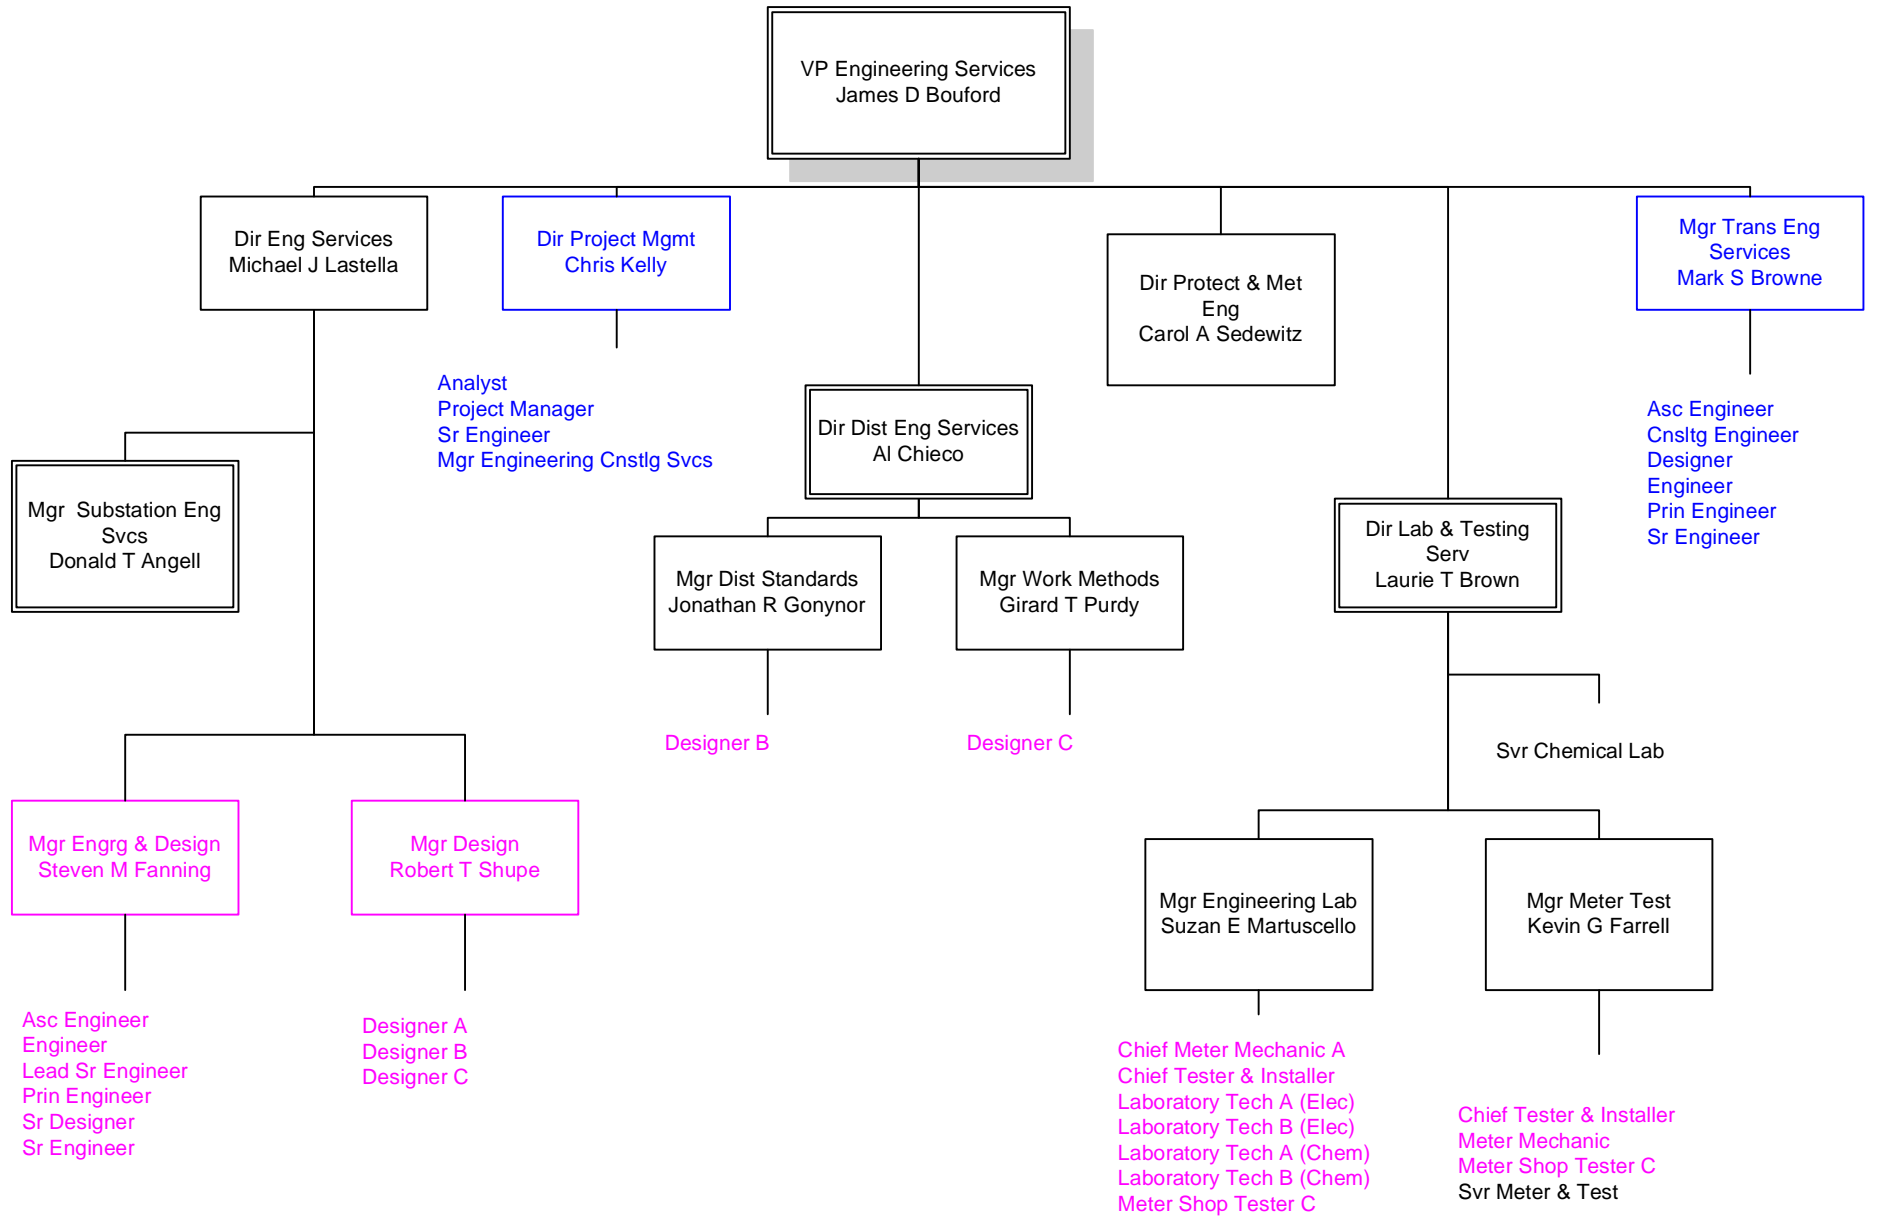 VP Engineering Services
James D Bouford
Dir Eng Services
Michael J Lastella
Dir Project Mgmt
Chris Kelly
Analyst
Project Manager
Sr Engineer
Mgr Engineering Cnstlg Svcs
Dir Dist Eng Services
Al Chieco
Dir Protect & Met
Eng
Carol A Sedewitz
Mgr Trans Eng
Services
Mark S Browne
Asc Engineer
Cnsltg Engineer
Designer
Engineer
Prin Engineer
Sr Engineer
Mgr  Substation Eng
Svcs
Donald T Angell
Mgr Dist Standards
Jonathan R Gonynor
Designer B
Mgr Work Methods
Girard T Purdy
Designer C
Dir Lab & Testing
Serv
Laurie T Brown
Svr Chemical Lab
Mgr Engrg & Design
Steven M Fanning
Asc Engineer
Engineer
Lead Sr Engineer
Prin Engineer
Sr Designer
Sr Engineer
Mgr Design
Robert T Shupe
Designer A
Designer B
Designer C
Mgr Engineering Lab
Suzan E Martuscello
Chief Meter Mechanic A
Chief Tester & Installer
Laboratory Tech A (Elec)
Laboratory Tech B (Elec)
Laboratory Tech A (Chem)
Laboratory Tech B (Chem)
Meter Shop Tester C
Mgr Meter Test
Kevin G Farrell
Chief Tester & Installer
Meter Mechanic
Meter Shop Tester C
Svr Meter & Test